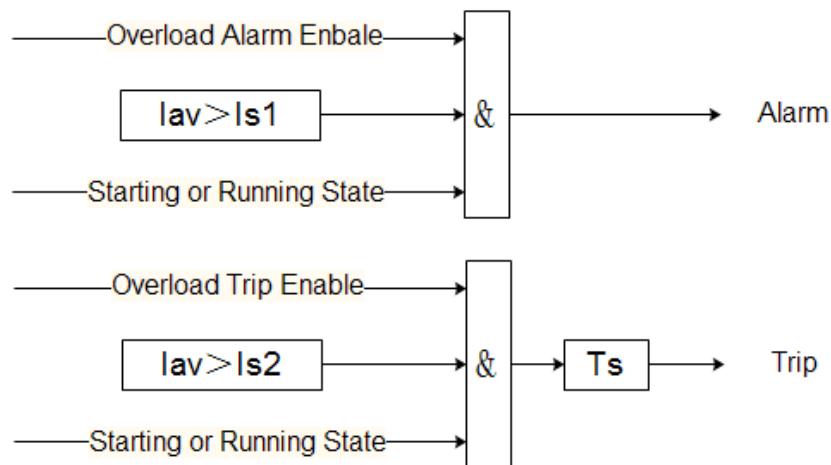 Overload Alarm Enbale
Iav＞Is1
&
Alarm
Starting or Running State
Overload Trip Enable
Iav＞Is2
&
Ts
Trip
Starting or Running State